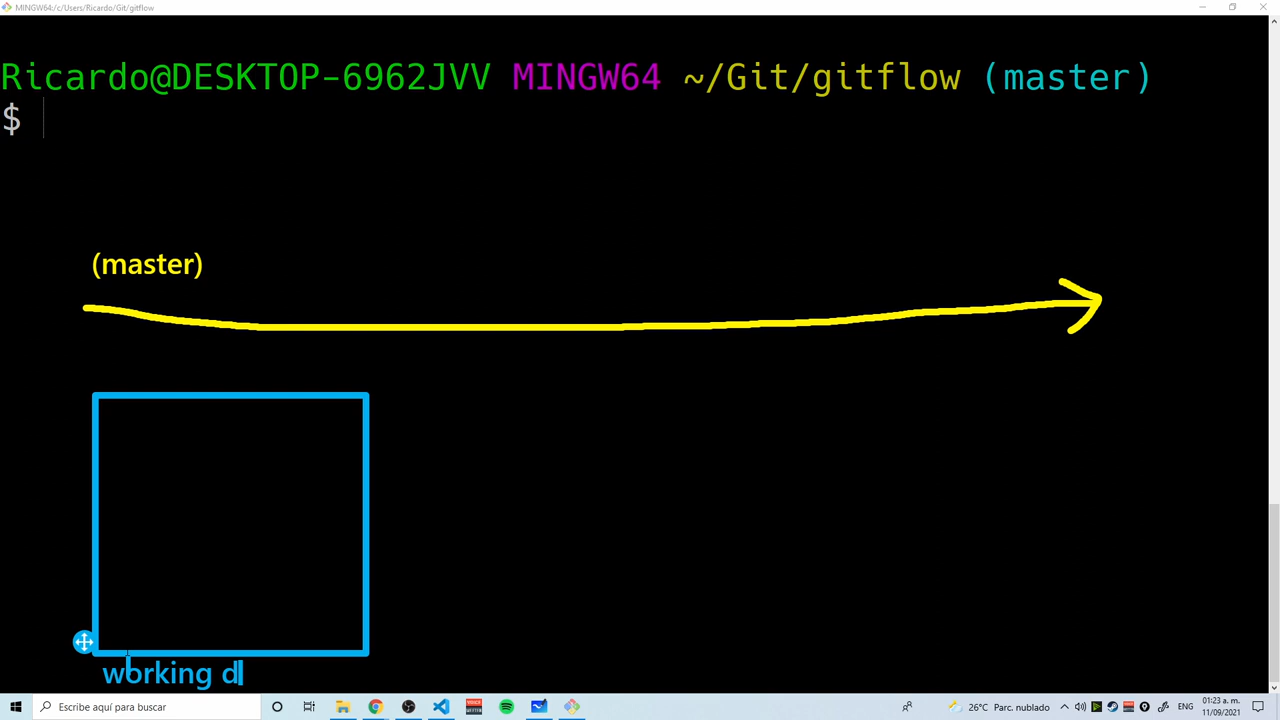 MINGW64:/c/Users/Ricardo/Git/gitflow
Ricardo@DESKTOP-6962JVV MINGW64 ~/Git/gitflow (master)
$
(master)
working d
Escribe aquí para buscar
26°C Parc. nublado
ENG
01:23 a. m.
11/09/2021